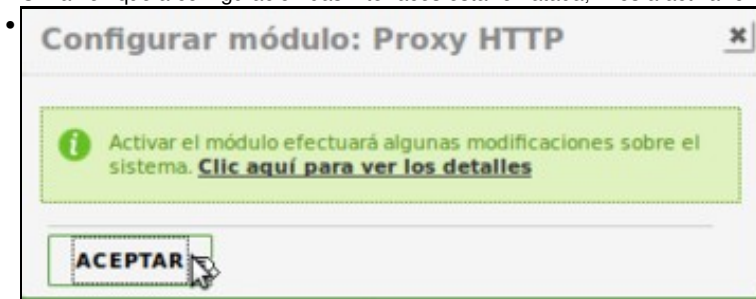 Configurar módulo: Proxy HTTP
Activar el módulo efectuará algunas modificaciones sobre el
sistema. Clic aquí para ver los detalles
ACEPTAR